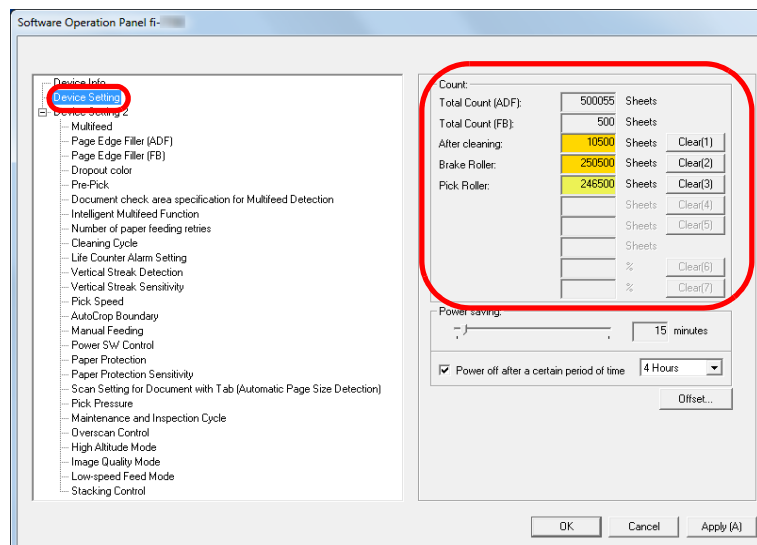 Software Operation Panel fi-
Device Info
Device Setting
Device Setting 2
Multifeed
Page Edge Filler (ADF)
Page Edge Filler (FB)
Dropout color
Pre-Pick
Document check area specification for Multifeed Detection
Intelligent Multifeed Function
Number of paper feeding retries
Cleaning Cycle
Life Counter Alarm Setting
Vertical Streak Detection
Vertical Streak Sensitivity
Pick Speed
AutoCrop Boundary
Manual Feeding
Power SW Control
Paper Protection
Paper Protection Sensitivity
Scan Setting for Document with Tab (Automatic Page Size Detection)
Pick Pressure
Maintenance and Inspection Cycle
Overscan Control
High Altitude Mode
Image Quality Mode
Low-speed Feed Mode
Stacking Control
Count:
Total Count (ADF): 500055 Sheets
Total Count (FB): 500 Sheets
After cleaning: 10500 Sheets Clear(1)
Brake Roller: 250500 Sheets Clear(2)
Pick Roller: 246500 Sheets Clear(3)
Sheets Clear(4)
Sheets Clear(5)
Sheets
% Clear(6)
% Clear(7)
Power saving:
15 minutes
Power off after a certain period of time 4 Hours
Offset...
OK Cancel Apply (A)